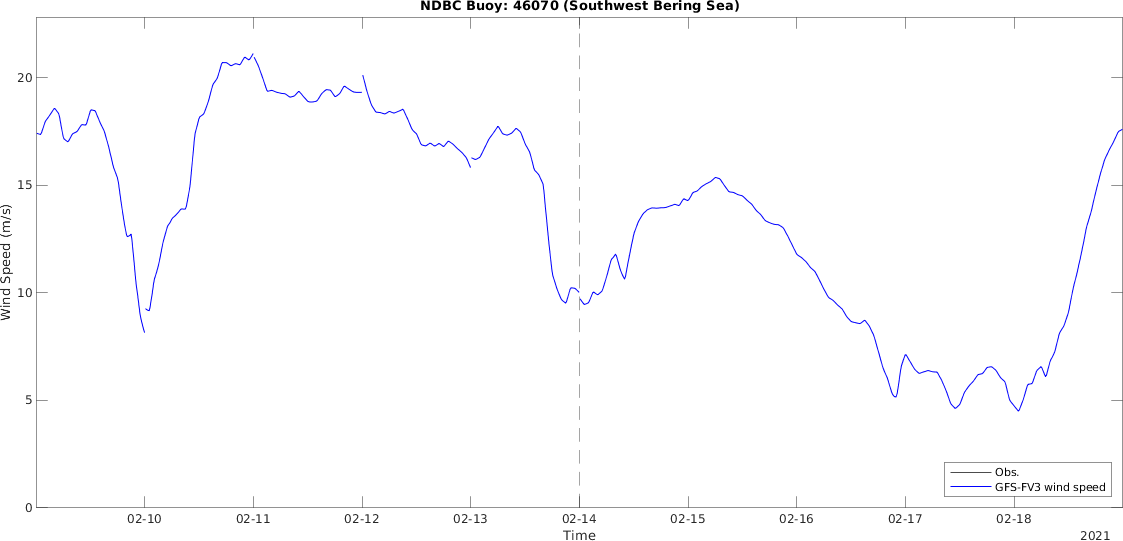 NDBC Buoy: 46070 (Southwest Bering Sea)
Wind Speed (m/s)
20
15
10
5
0
02-10 02-11 02-12 02-13 02-14 02-15 02-16 02-17 02-18
Time
2021
Obs.
GFS-FV3 wind speed